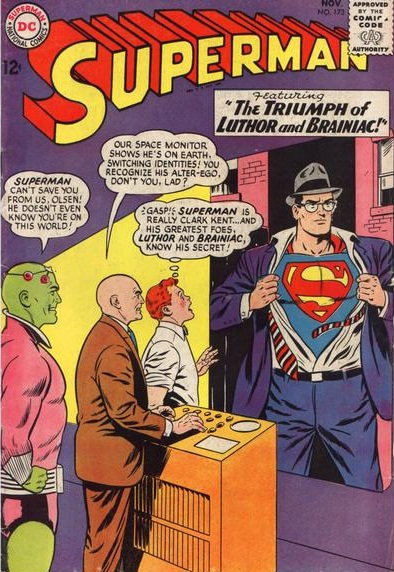 SUPERMAN
DC
NATIONAL COMICS
NOV.
NO. 173
APPROVED
BY THE
COMICS
CODE
CA
AUTHORITY
12¢
SUPERMAN
Featuring
"THE TRIUMPH of
LUTHOR and BRAINIAC!"
OUR SPACE MONITOR
SHOWS HE'S ON EARTH,
SWITCHING IDENTITIES! YOU
RECOGNIZE HIS ALTER-EGO,
DON'T YOU, LAD?
SUPERMAN
CAN'T SAVE YOU
FROM US, OLSEN!
HE DOESN'T EVEN
KNOW YOU'RE ON
THIS WORLD!
:GASP!: SUPERMAN IS
REALLY CLARK KENT...AND
HIS GREATEST FOES,
LUTHOR AND BRAINIAC,
KNOW HIS SECRET!
S